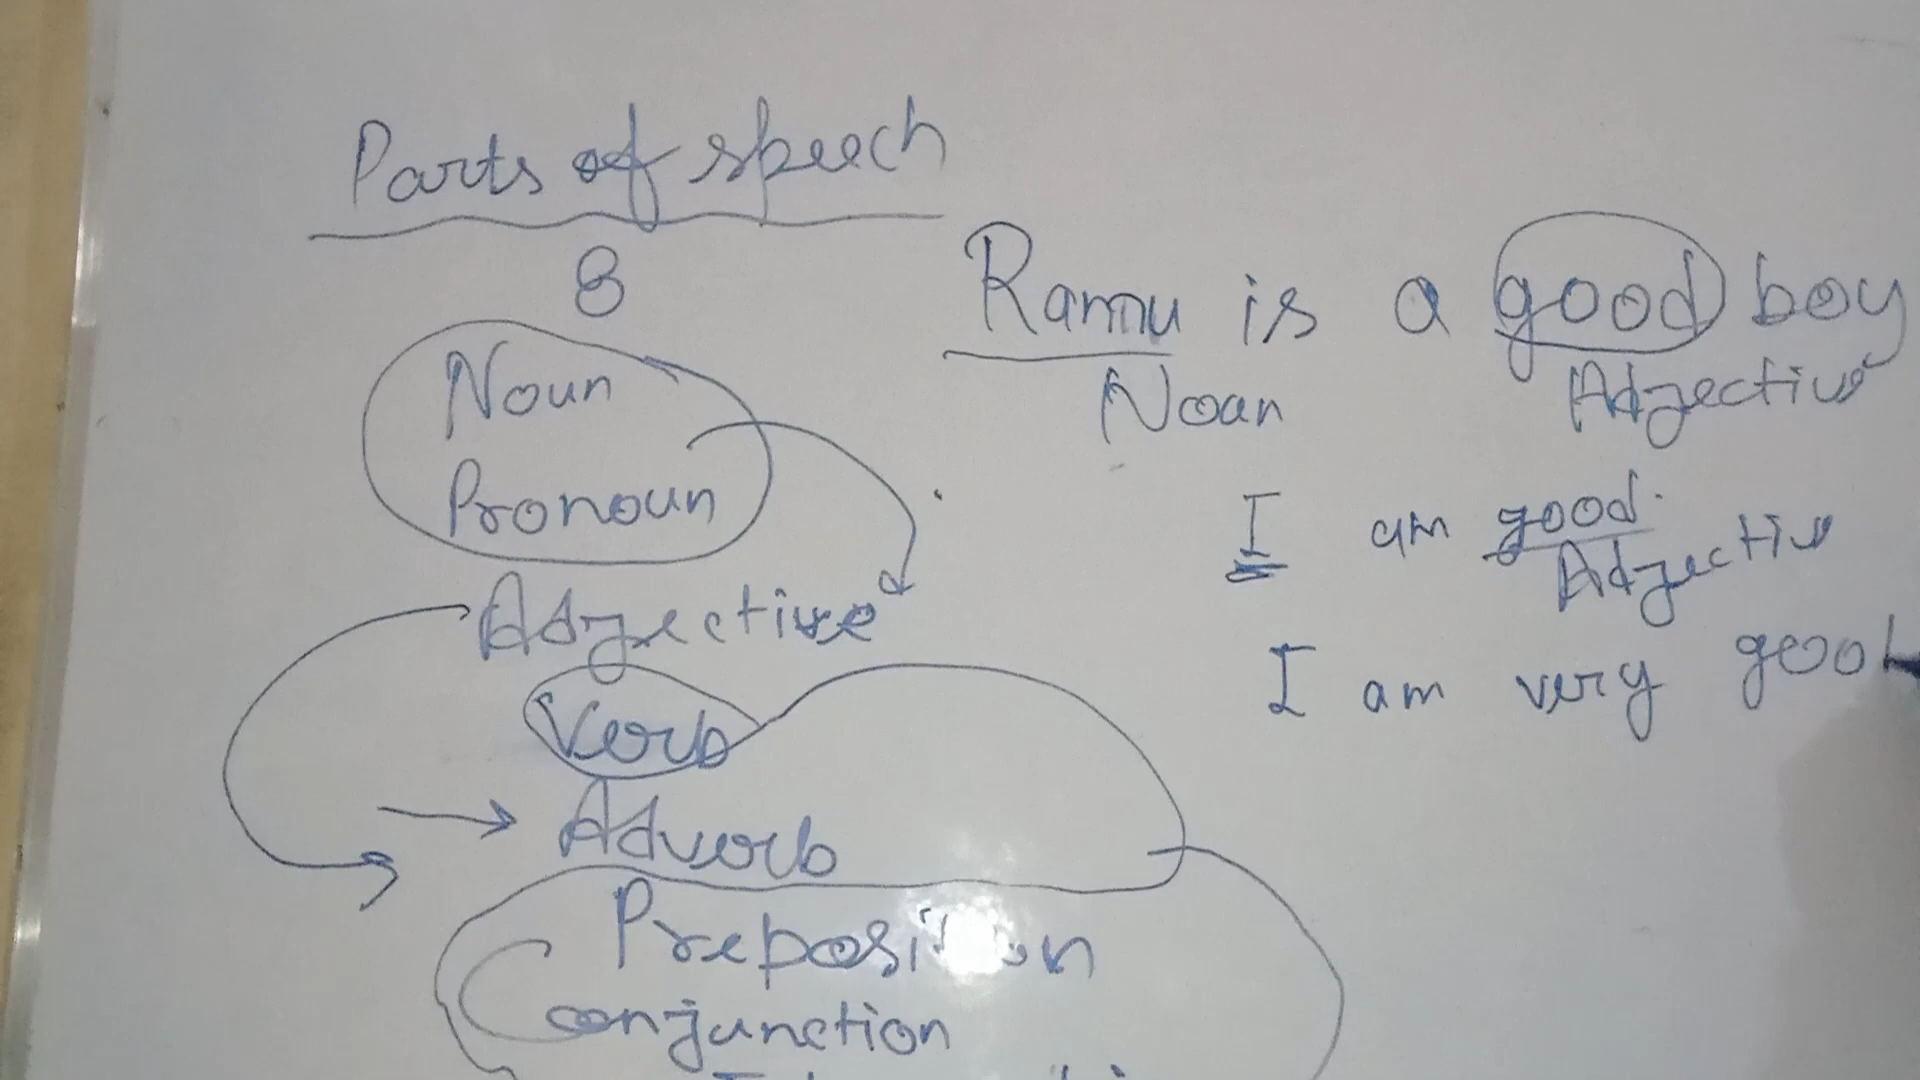 Parts of speech
8
Noun
Pronoun
Adjective
Verb
Adverb
Preposition
conjunction
Ramu is a good boy
Noun Adjective
I am good.
Adjective
I am very good